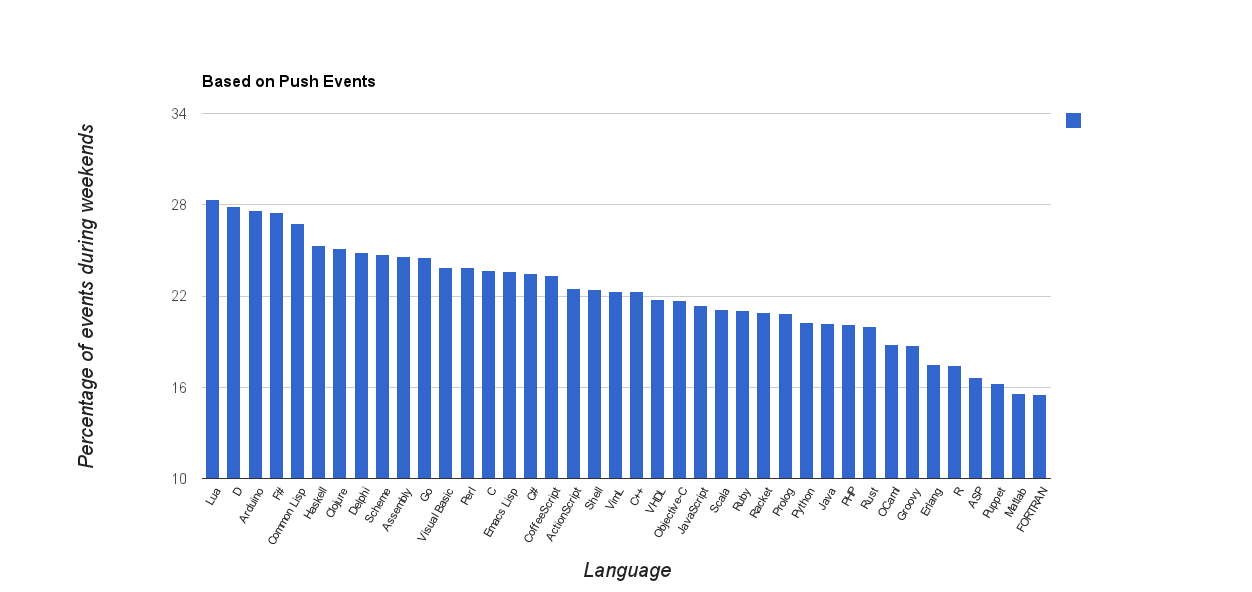 Based on Push Events
Percentage of events during weekends
34
28
22
16
10
Lua
D
Arduino
F#
Common Lisp
Haskell
Clojure
Delphi
Scheme
Assembly
Go
Visual Basic
Perl
C
Emacs Lisp
C#
CoffeeScript
ActionScript
Shell
VimL
C++
VHDL
Objective-C
JavaScript
Scala
Ruby
Racket
Prolog
Python
Java
PHP
Rust
OCaml
Groovy
Erlang
R
ASP
Puppet
Matlab
FORTRAN
Language